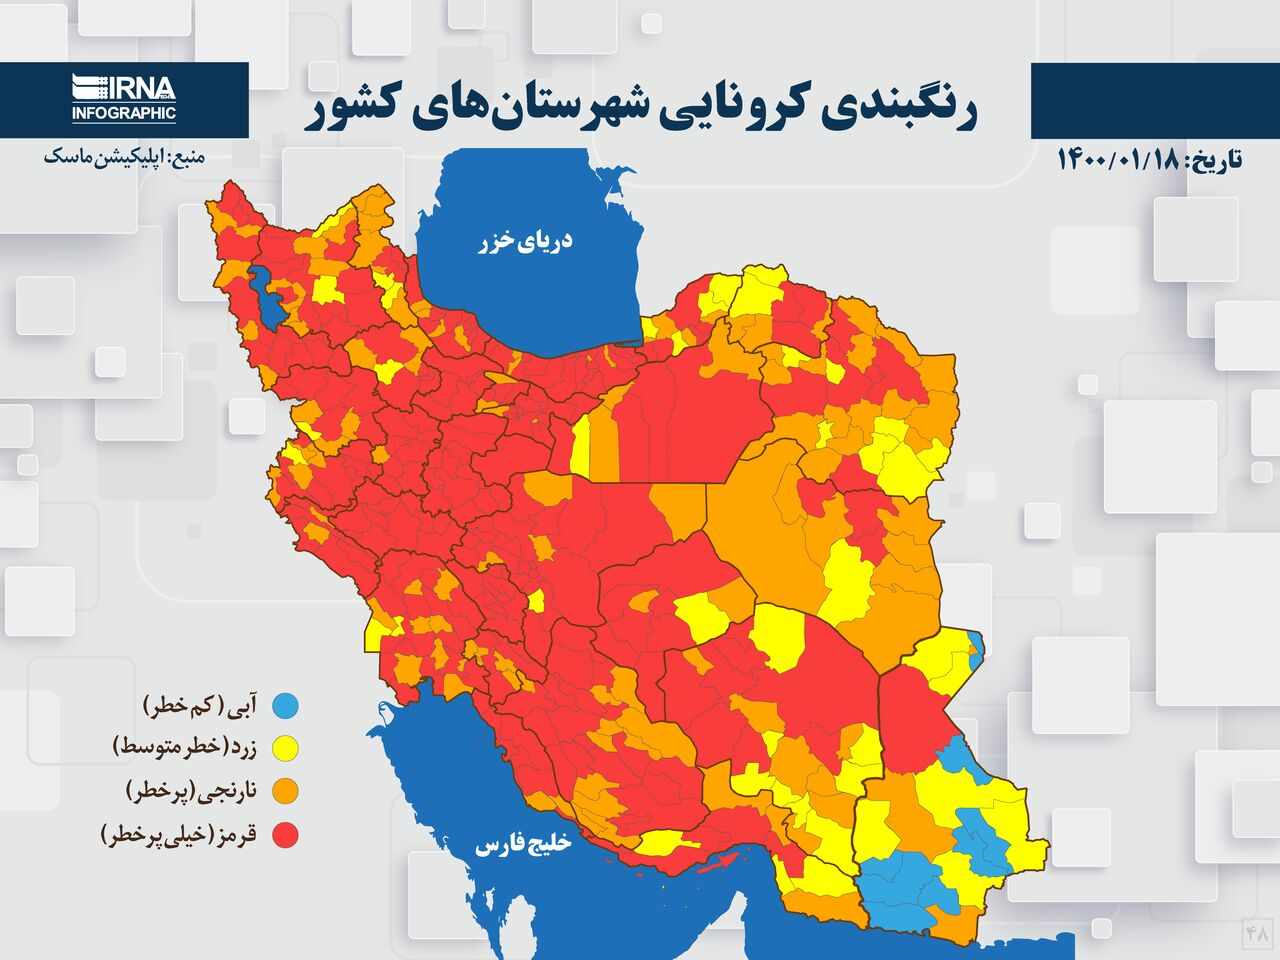 IRNA
INFOGRAPHIC
رنگبندی کرونایی شهرستان‌های کشور
تاریخ: ۱۴۰۰/۰۱/۱۸
منبع: اپلیکیشن ماسک
دریای خزر
آبی (کم خطر)
زرد (خطر متوسط)
نارنجی (پرخطر)
قرمز (خیلی پرخطر)
خلیج فارس
۴۸